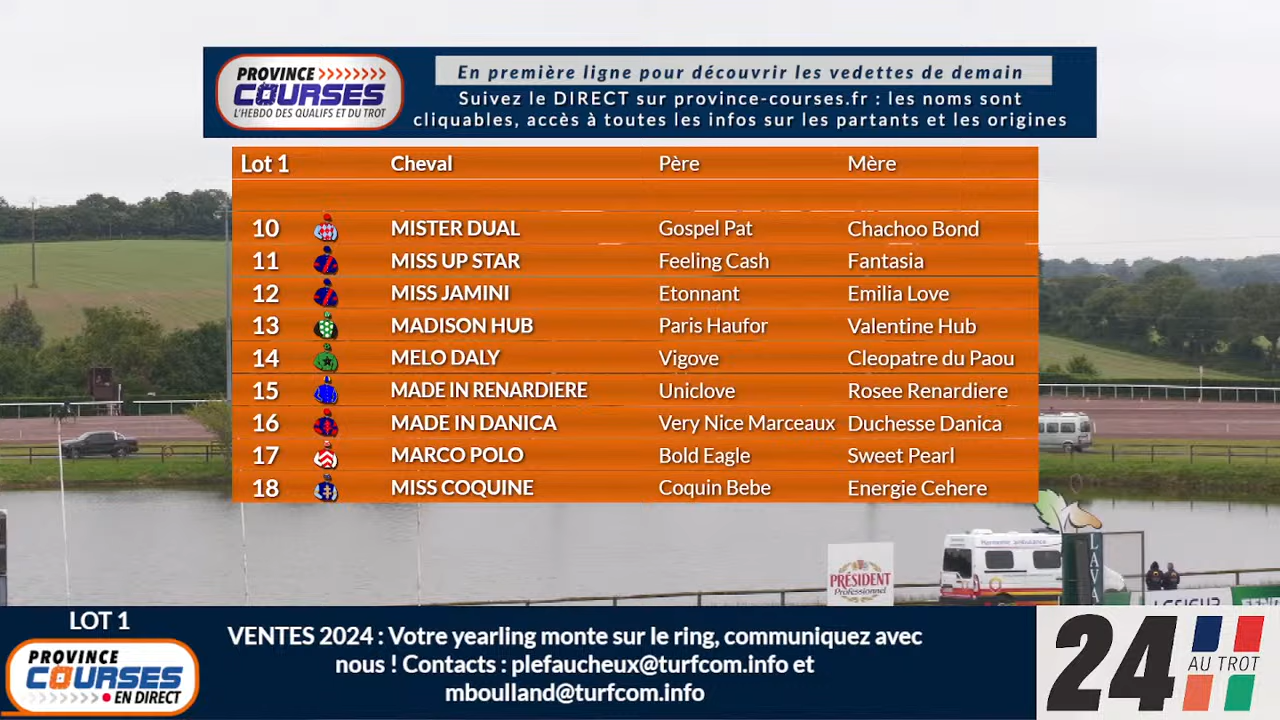 PROVINCE
COURSES
L'HEBDO DES QUALIFS ET DU TROT
En première ligne pour découvrir les vedettes de demain
Suivez le DIRECT sur province-courses.fr : les noms sont
cliquables, accès à toutes les infos sur les partants et les origines
Lot 1 Cheval Père Mère
10 MISTER DUAL Gospel Pat Chachoo Bond
11 MISS UP STAR Feeling Cash Fantasia
12 MISS JAMINI Etonnant Emilia Love
13 MADISON HUB Paris Haufor Valentine Hub
14 MELO DALY Vigove Cleopatre du Paou
15 MADE IN RENARDIERE Uniclove Rosee Renardiere
16 MADE IN DANICA Very Nice Marceaux Duchesse Danica
17 MARCO POLO Bold Eagle Sweet Pearl
18 MISS COQUINE Coquin Bebe Energie Cehere
PRÉSIDENT
Professionnel
LAVA
LOT 1
PROVINCE
COURSES
EN DIRECT
VENTES 2024 : Votre yearling monte sur le ring, communiquez avec
nous ! Contacts : plefaucheux@turfcom.info et
mboulland@turfcom.info
24
AU TROT